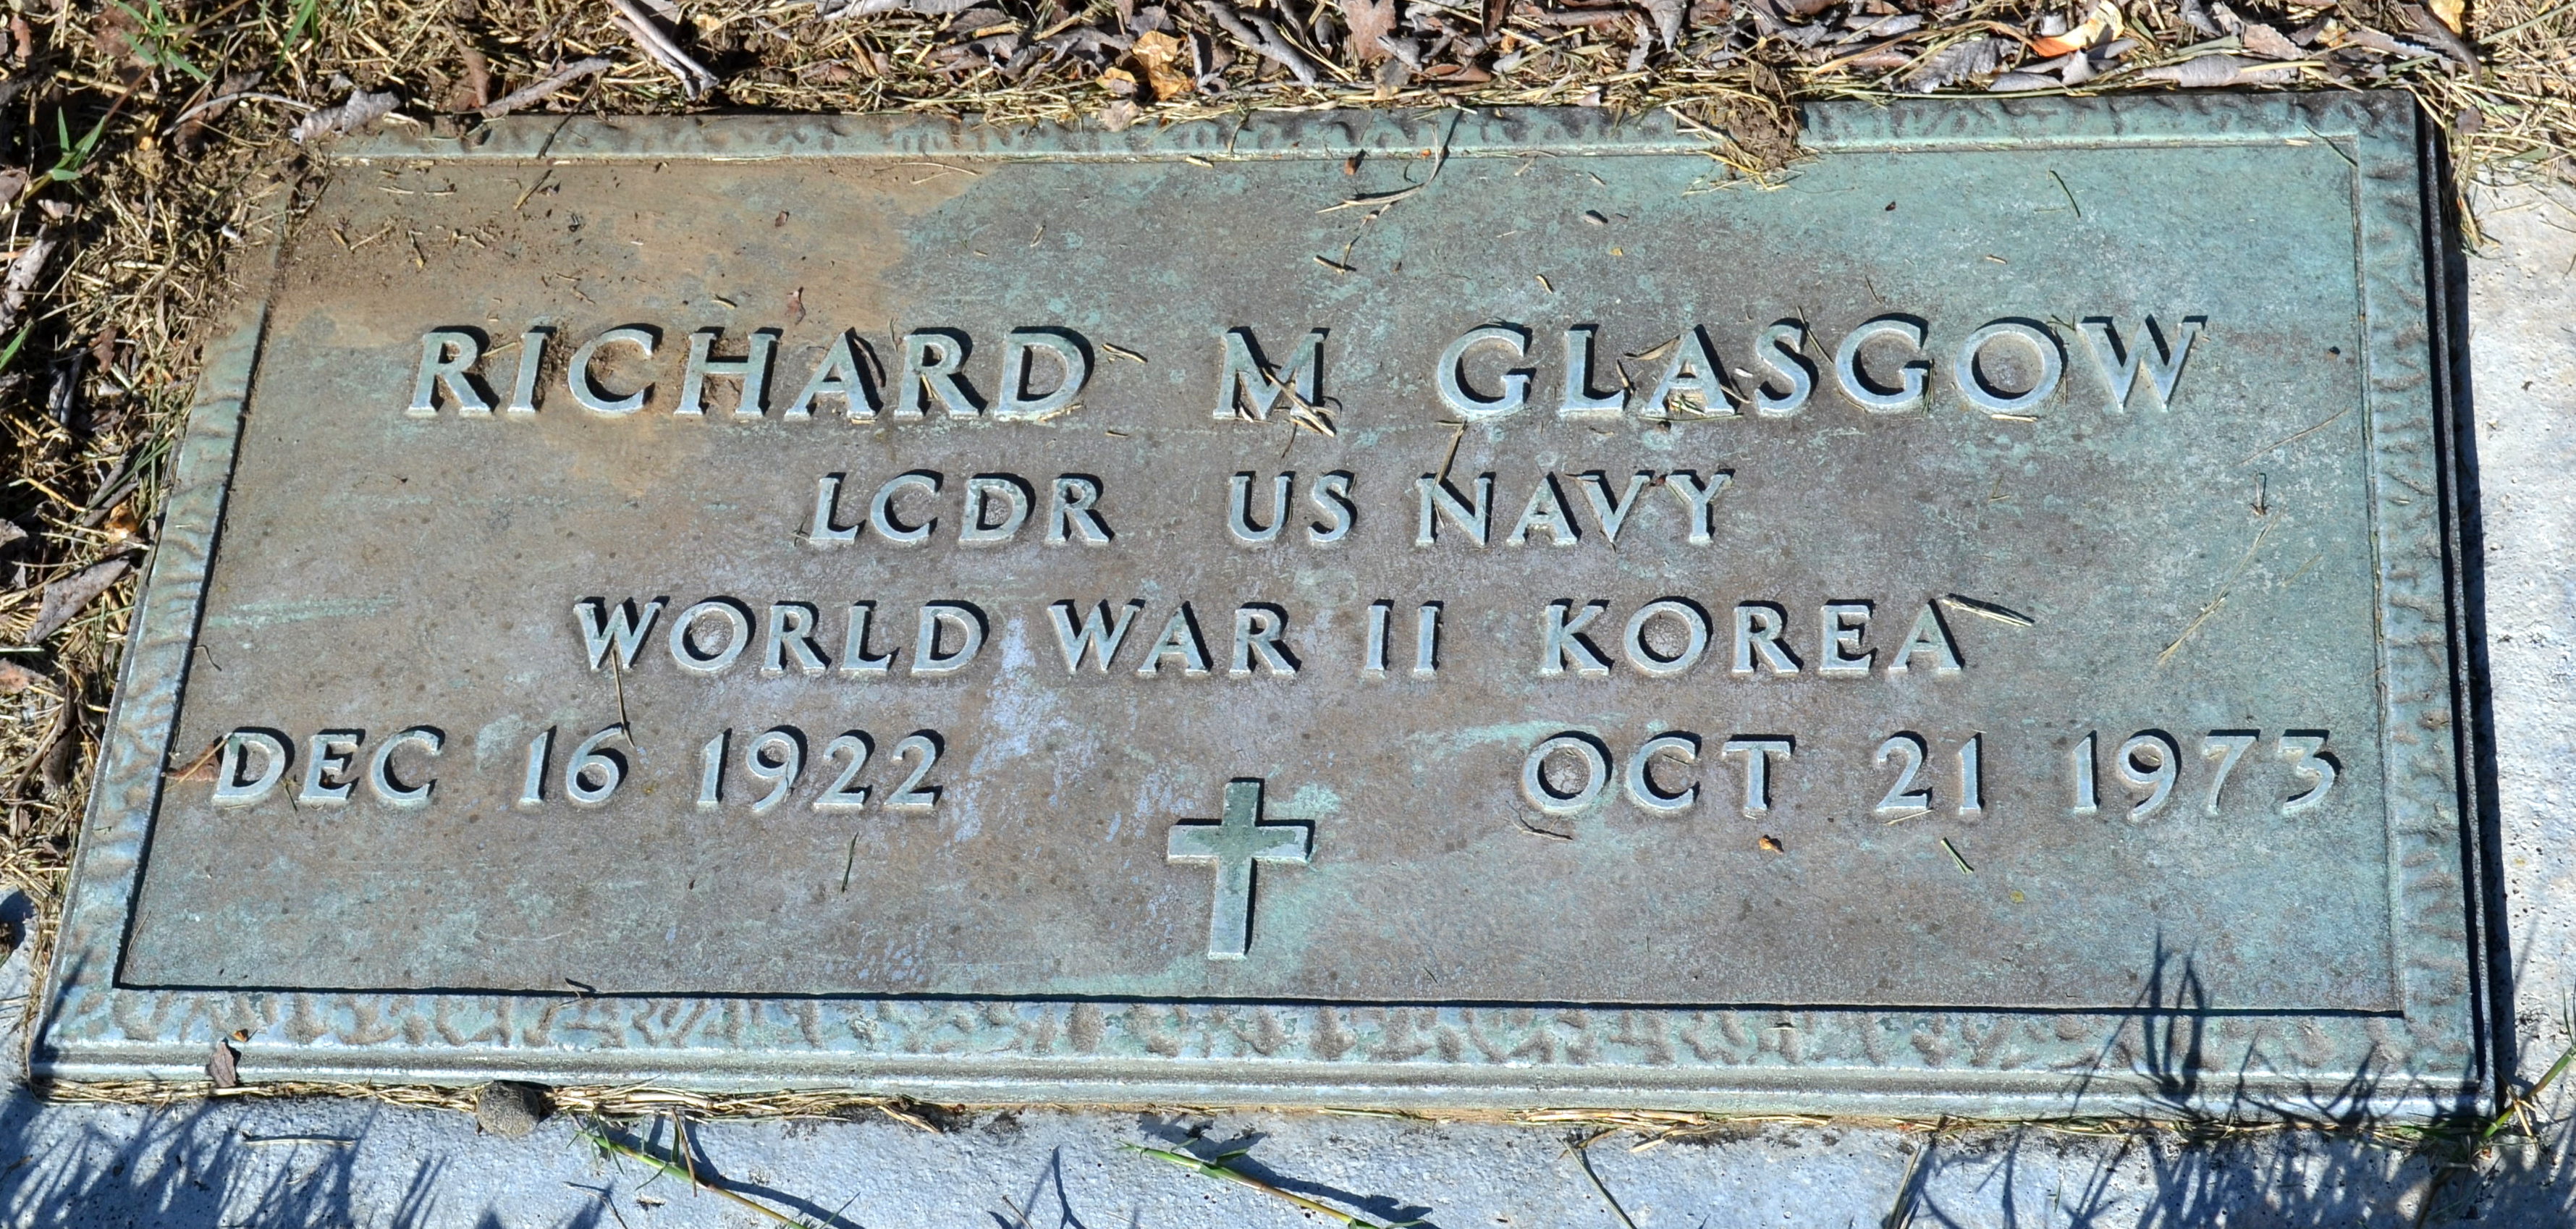 RICHARD M GLASGOW
LCDR US NAVY
WORLD WAR II KOREA
DEC 16 1922 OCT 21 1973